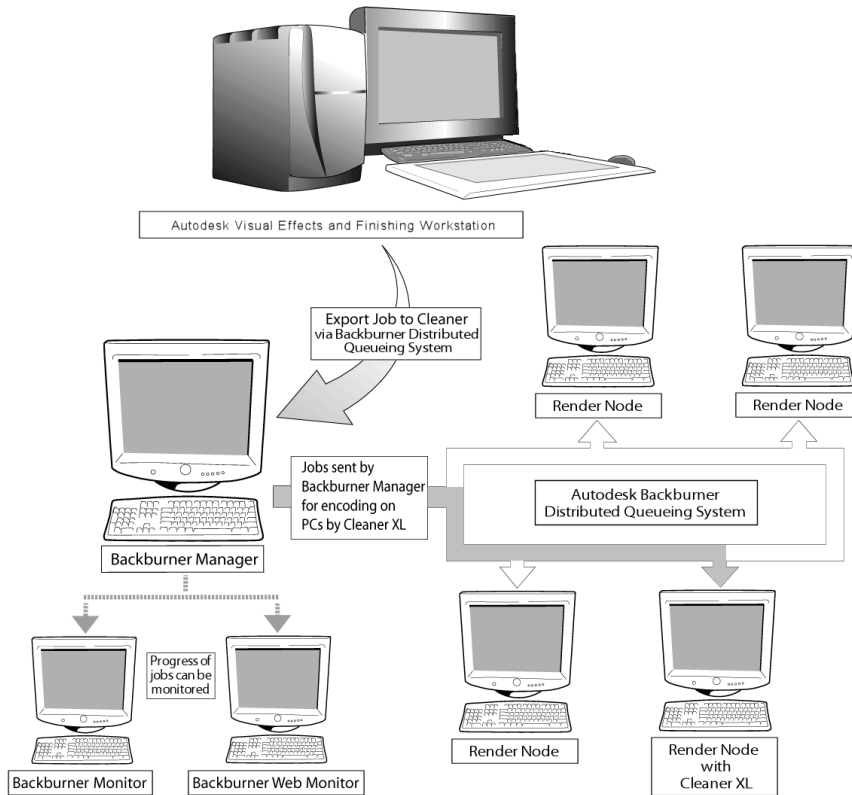 Autodesk Visual Effects and Finishing Workstation
Export Job to Cleaner
via Backburner Distributed
Queueing System
Render Node
Render Node
Jobs sent by
Backburner Manager
for encoding on
PCs by Cleaner XL
Autodesk Backburner
Distributed Queueing System
Backburner Manager
Progress of
jobs can be
monitored
Render Node
Render Node
with
Cleaner XL
Backburner Monitor
Backburner Web Monitor